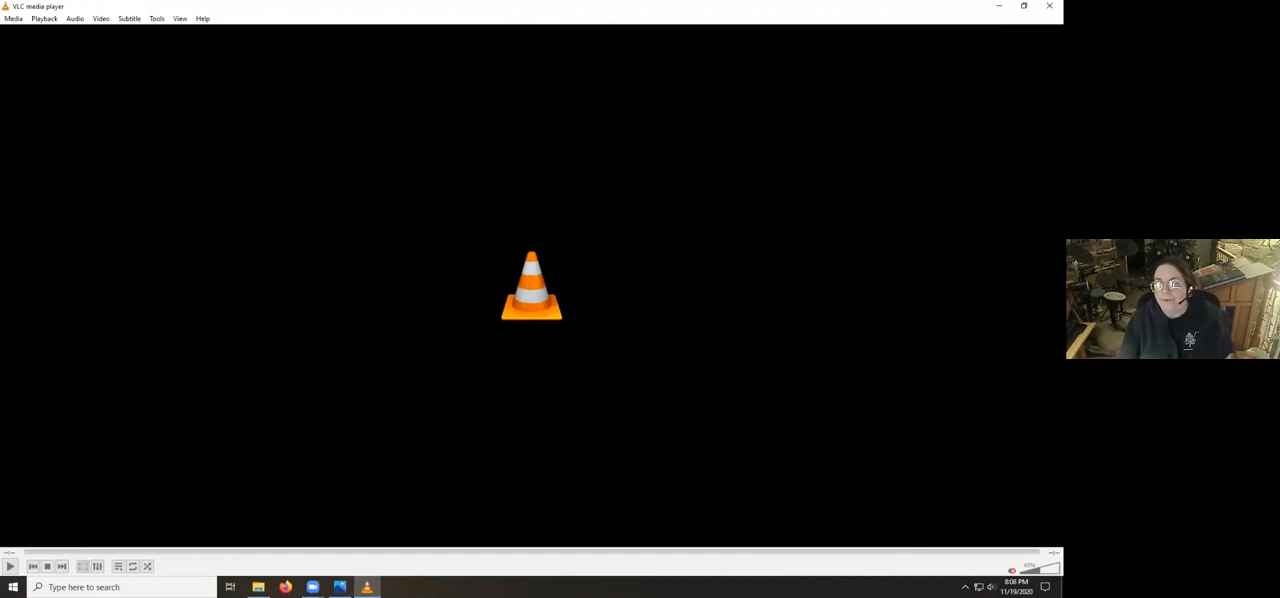 VLC media player
Media Playback Audio Video Subtitle Tools View Help
--:-- --:--
67%
Type here to search
8:08 PM
11/19/2020